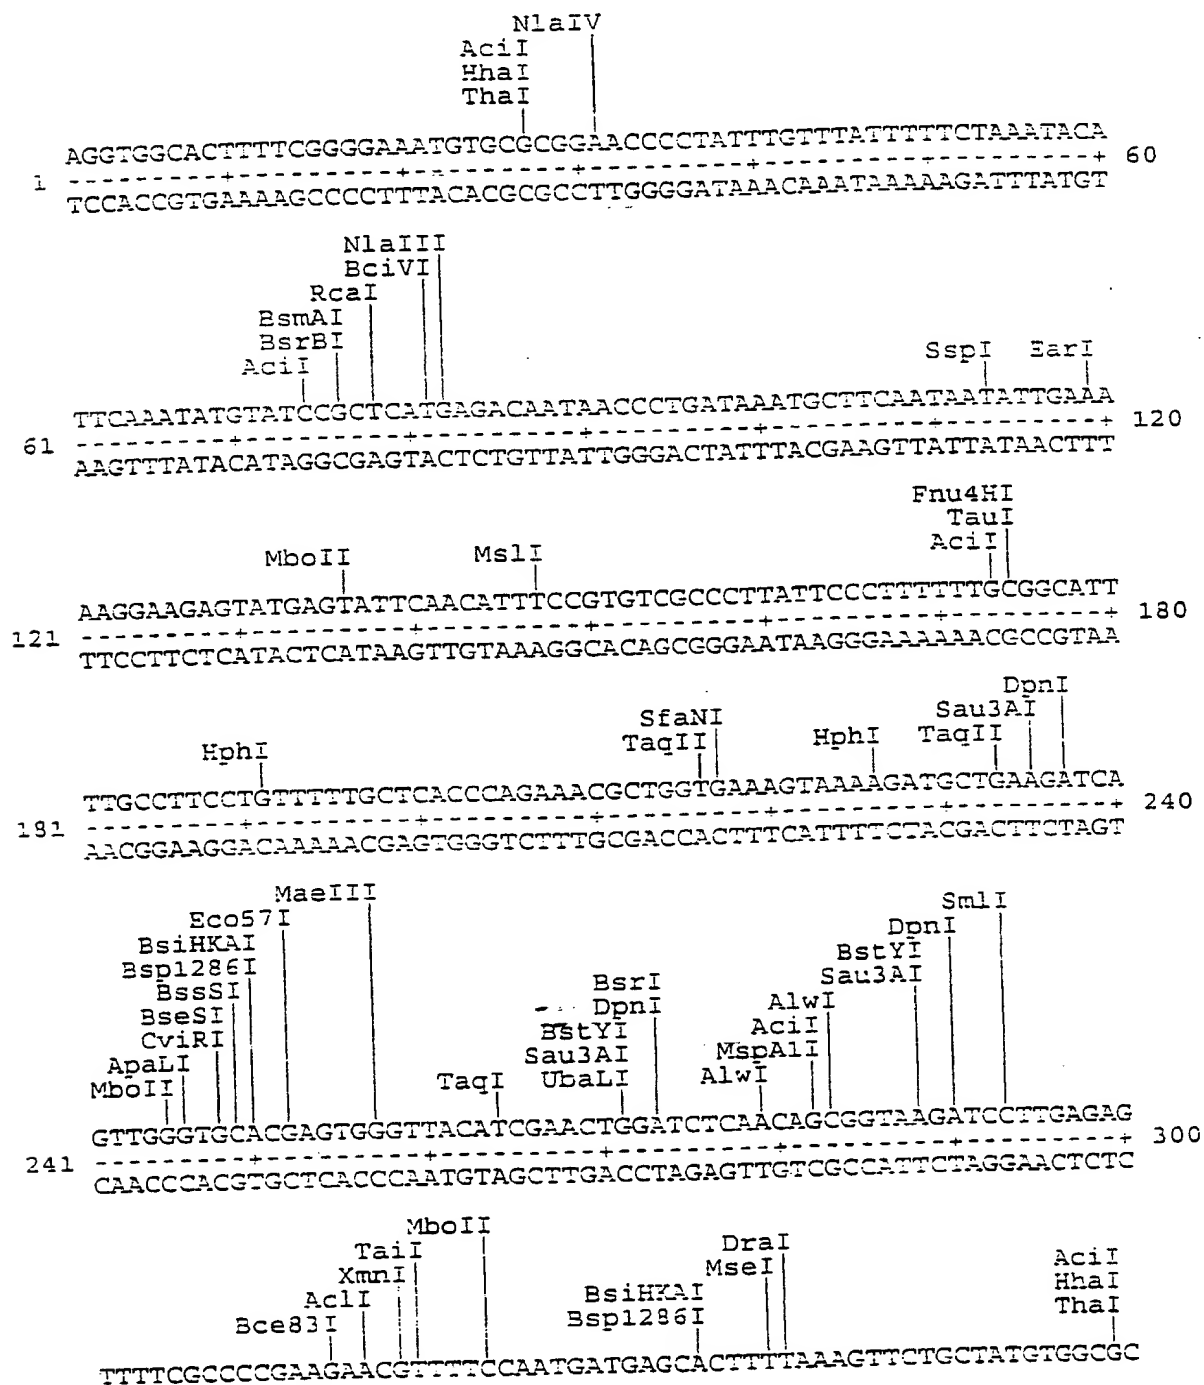 NlaIV
AciI
HhaI
ThaI
AGGTGGCACTTTTCGGGGAAATGTGCGCGGAACCCCTATTTGTTTATTTTTCTAAATACA
1 ---------+---------+---------+---------+---------+---------+ 60
TCCACCGTGAAAAGCCCCTTTACACGCGCCTTGGGGATAAACAAATAAAAAGATTTATGT
NlaIII
BciVI
RcaI
BsmAI
BsrBI
AciI SspI EarI
TTCAAATATGTATCCGCTCATGAGACAATAACCCTGATAAATGCTTCAATAATATTGAAA
61 ---------+---------+---------+---------+---------+---------+ 120
AAGTTTATACATAGGCGAGTACTCTGTTATTGGGACTATTTACGAAGTTATTATAACTTT
Fnu4HI
TauI
MboII MslI AciI
AAGGAAGAGTATGAGTATTCAACATTTCCGTGTCGCCCTTATTCCCTTTTTTGCGGCATT
121 ---------+---------+---------+---------+---------+---------+ 180
TTCCTTCTCATACTCATAAGTTGTAAAGGCACAGCGGGAATAAGGGAAAAAACGCCGTAA
DpnI
SfaNI Sau3AI
HphI TaqII HphI TaqII
TTGCCTTCCTGTTTTTGCTCACCCAGAAACGCTGGTGAAAGTAAAAGATGCTGAAGATCA
181 ---------+---------+---------+---------+---------+---------+ 240
AACGGAAGGACAAAAACGAGTGGGTCTTTGCGACCACTTTCATTTTCTACGACTTCTAGT
MaeIII SmlI
Eco57I DpnI
BsiHKAI BstYI
Bsp1286I BsrI Sau3AI
BssSI DpnI AlwI
BseSI BstYI AciI
CviRI Sau3AI MspA1I
ApaLI UbaLI AlwI
MboII TaqI
GTTGGGTGCACGAGTGGGTTACATCGAACTGGATCTCAACAGCGGTAAGATCCTTGAGAG
241 ---------+---------+---------+---------+---------+---------+ 300
CAACCCACGTGCTCACCCAATGTAGCTTGACCTAGAGTTGTCGCCATTCTAGGAACTCTC
MboII
TaiI DraI AciI
XmnI MseI HhaI
AclI BsiHKAI ThaI
Bce83I Bsp1286I
TTTTCGCCCCGAAGAACGTTTTCCAATGATGAGCACTTTTAAAGTTCTGCTATGTGGCGC